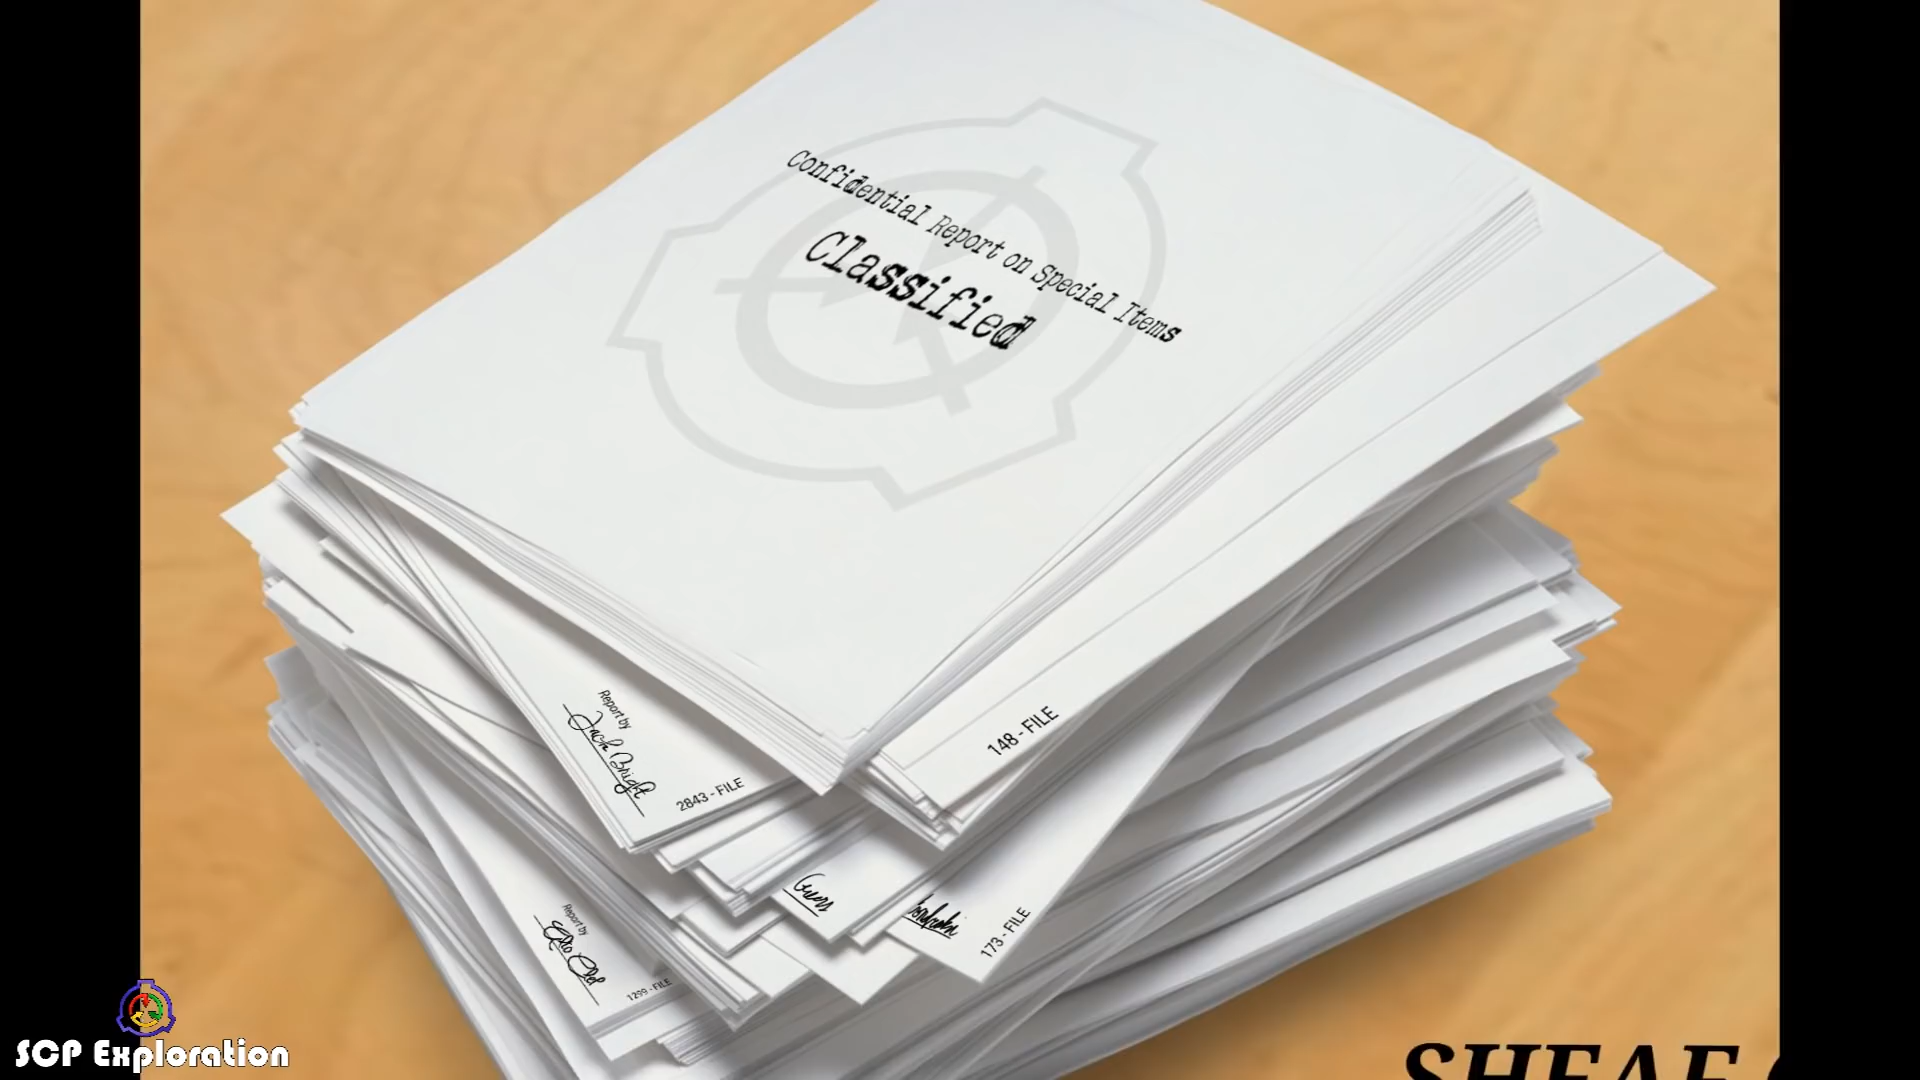 Confidential Report on Special Items
Classified
Report by
Jack Bright
2843 - FILE
148 - FILE
173 - FILE
Report by
1299 - FILE
SCP Exploration